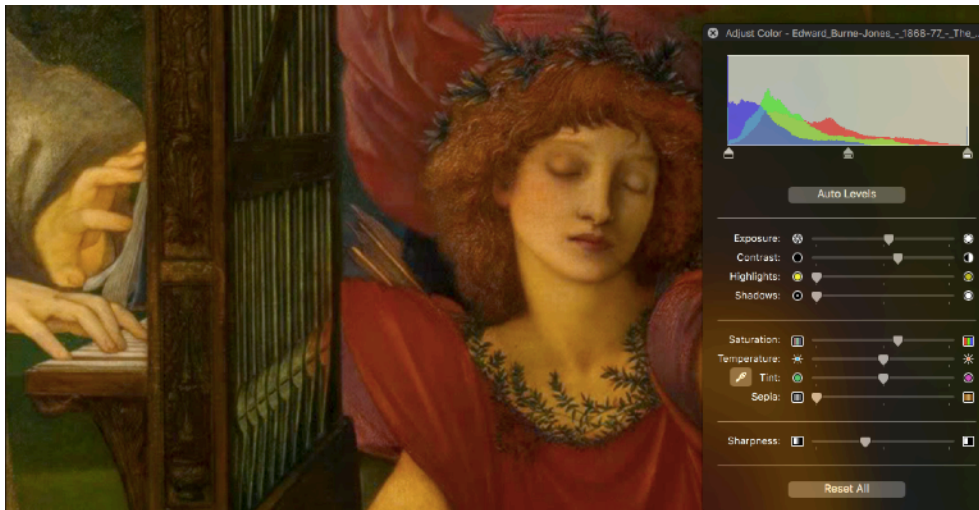 Adjust Color - Edward_Burne-Jones_-_1868-77_-_The_...
Auto Levels
Exposure:
Contrast:
Highlights:
Shadows:
Saturation:
Temperature:
Tint:
Sepia:
Sharpness:
Reset All